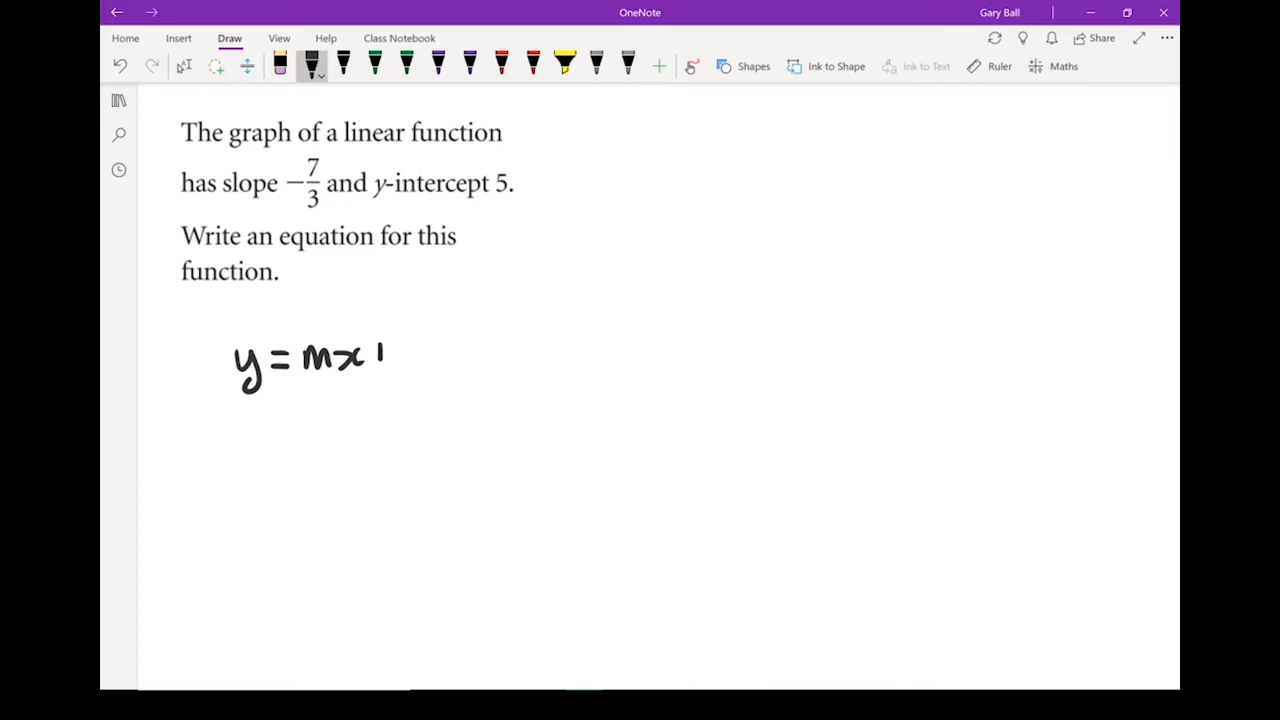 OneNote
Gary Ball
Home Insert Draw View Help Class Notebook
Share
Shapes Ink to Shape Ink to Text Ruler Maths
The graph of a linear function
has slope −7/3 and y-intercept 5.
Write an equation for this
function.
y = mx